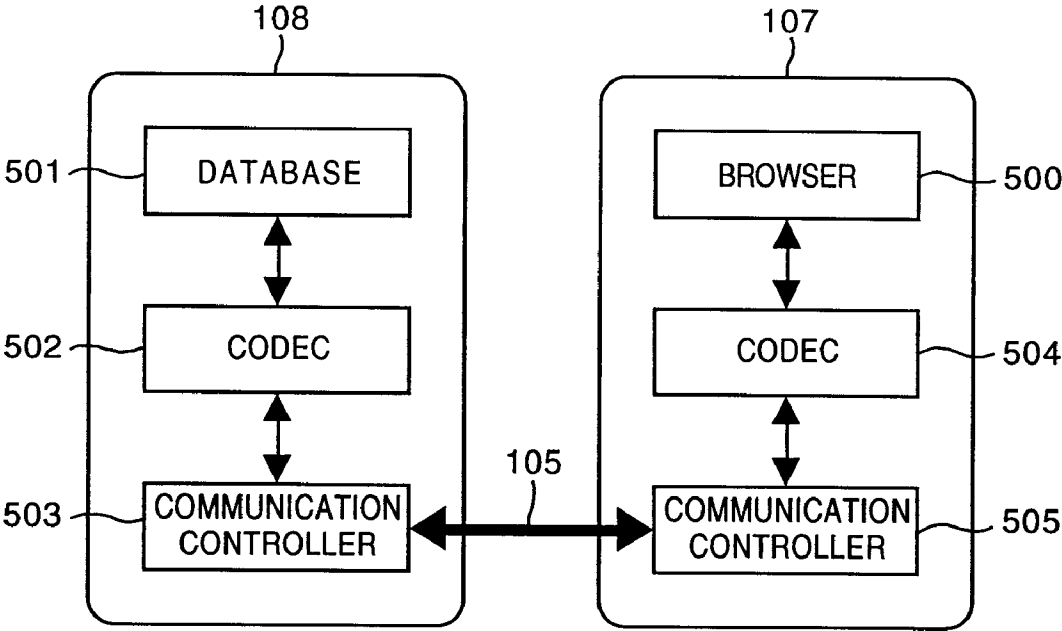 108
107
501
DATABASE
BROWSER
500
502
CODEC
CODEC
504
105
503
COMMUNICATION
CONTROLLER
COMMUNICATION
CONTROLLER
505